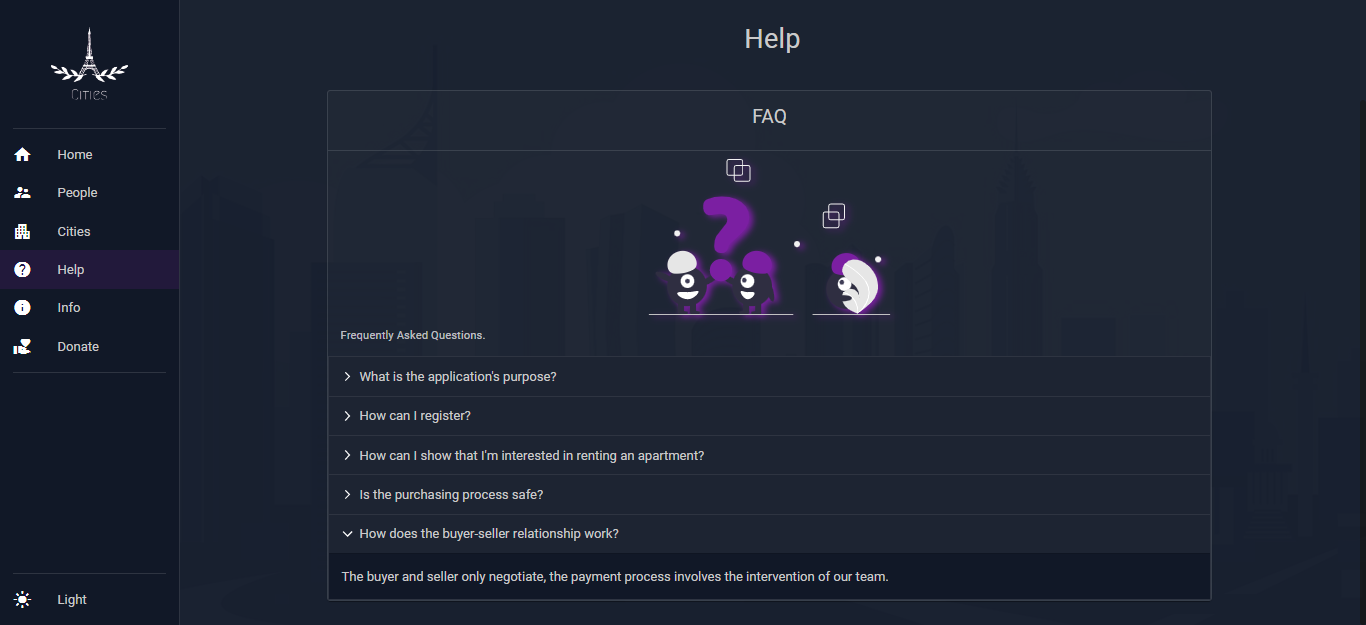 Cities
Home
People
Cities
Help
Info
Donate
Light
Help
FAQ
Frequently Asked Questions.
What is the application's purpose?
How can I register?
How can I show that I'm interested in renting an apartment?
Is the purchasing process safe?
How does the buyer-seller relationship work?
The buyer and seller only negotiate, the payment process involves the intervention of our team.